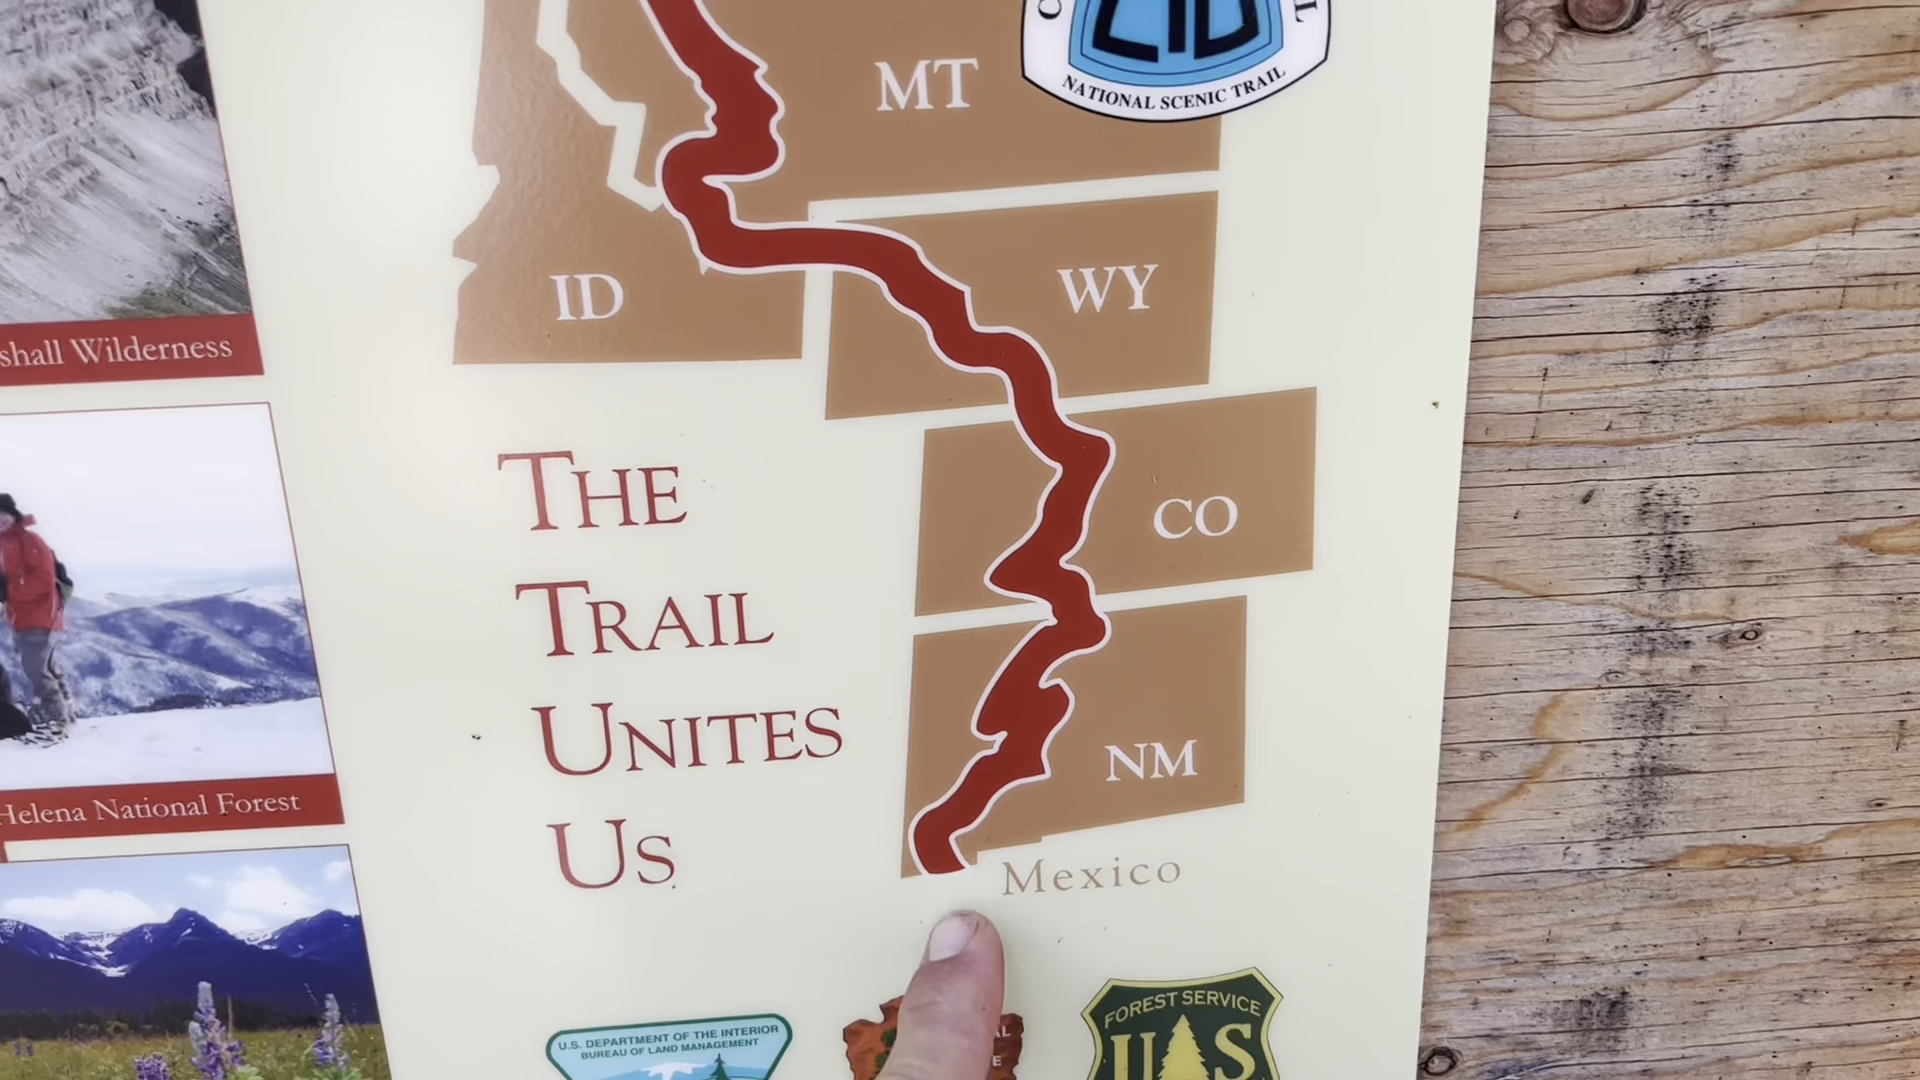 MT
NATIONAL SCENIC TRAIL
ID
WY
shall Wilderness
CO
THE
TRAIL
UNITES
US
NM
Helena National Forest
Mexico
U.S. DEPARTMENT OF THE INTERIOR
BUREAU OF LAND MANAGEMENT
FOREST SERVICE
U S